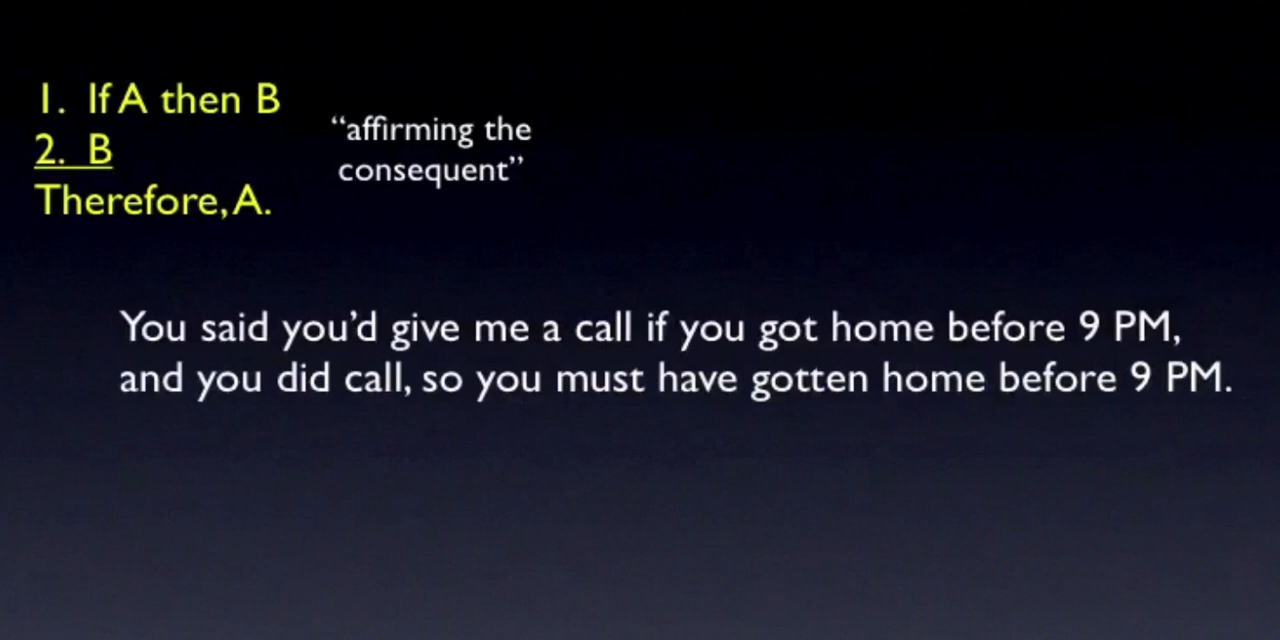 1. If A then B
2. B
Therefore, A.
“affirming the
consequent”
You said you’d give me a call if you got home before 9 PM,
and you did call, so you must have gotten home before 9 PM.